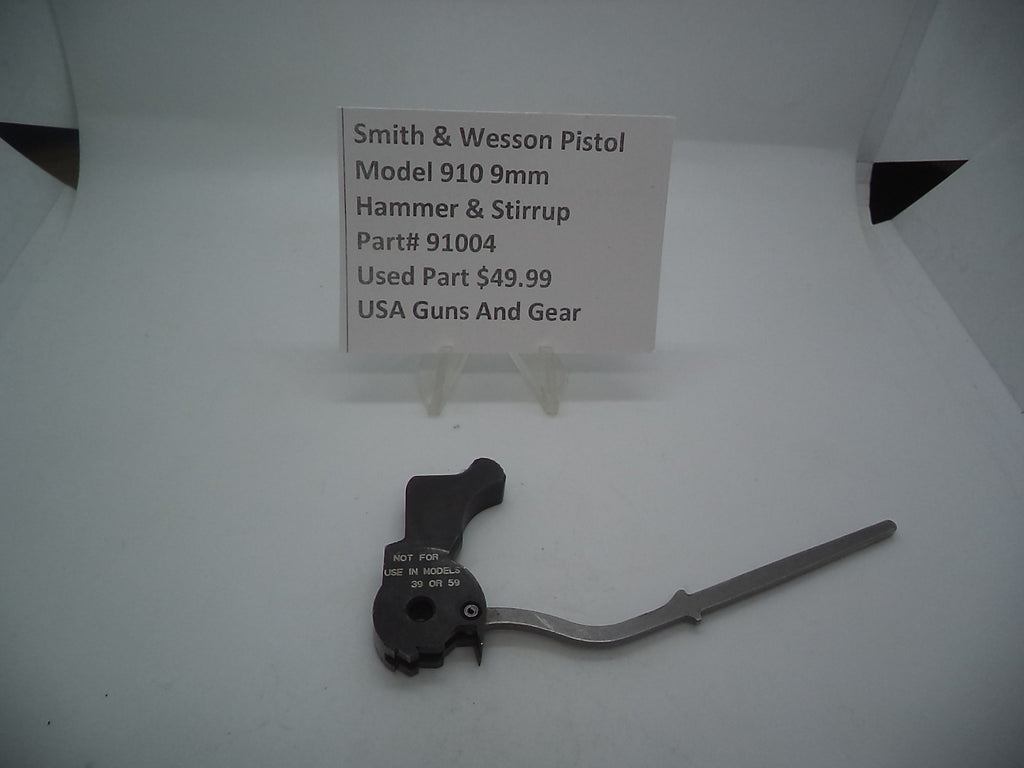 Smith & Wesson Pistol
Model 910 9mm
Hammer & Stirrup
Part# 91004
Used Part $49.99
USA Guns And Gear
NOT FOR
USE IN MODELS
39 OR 59